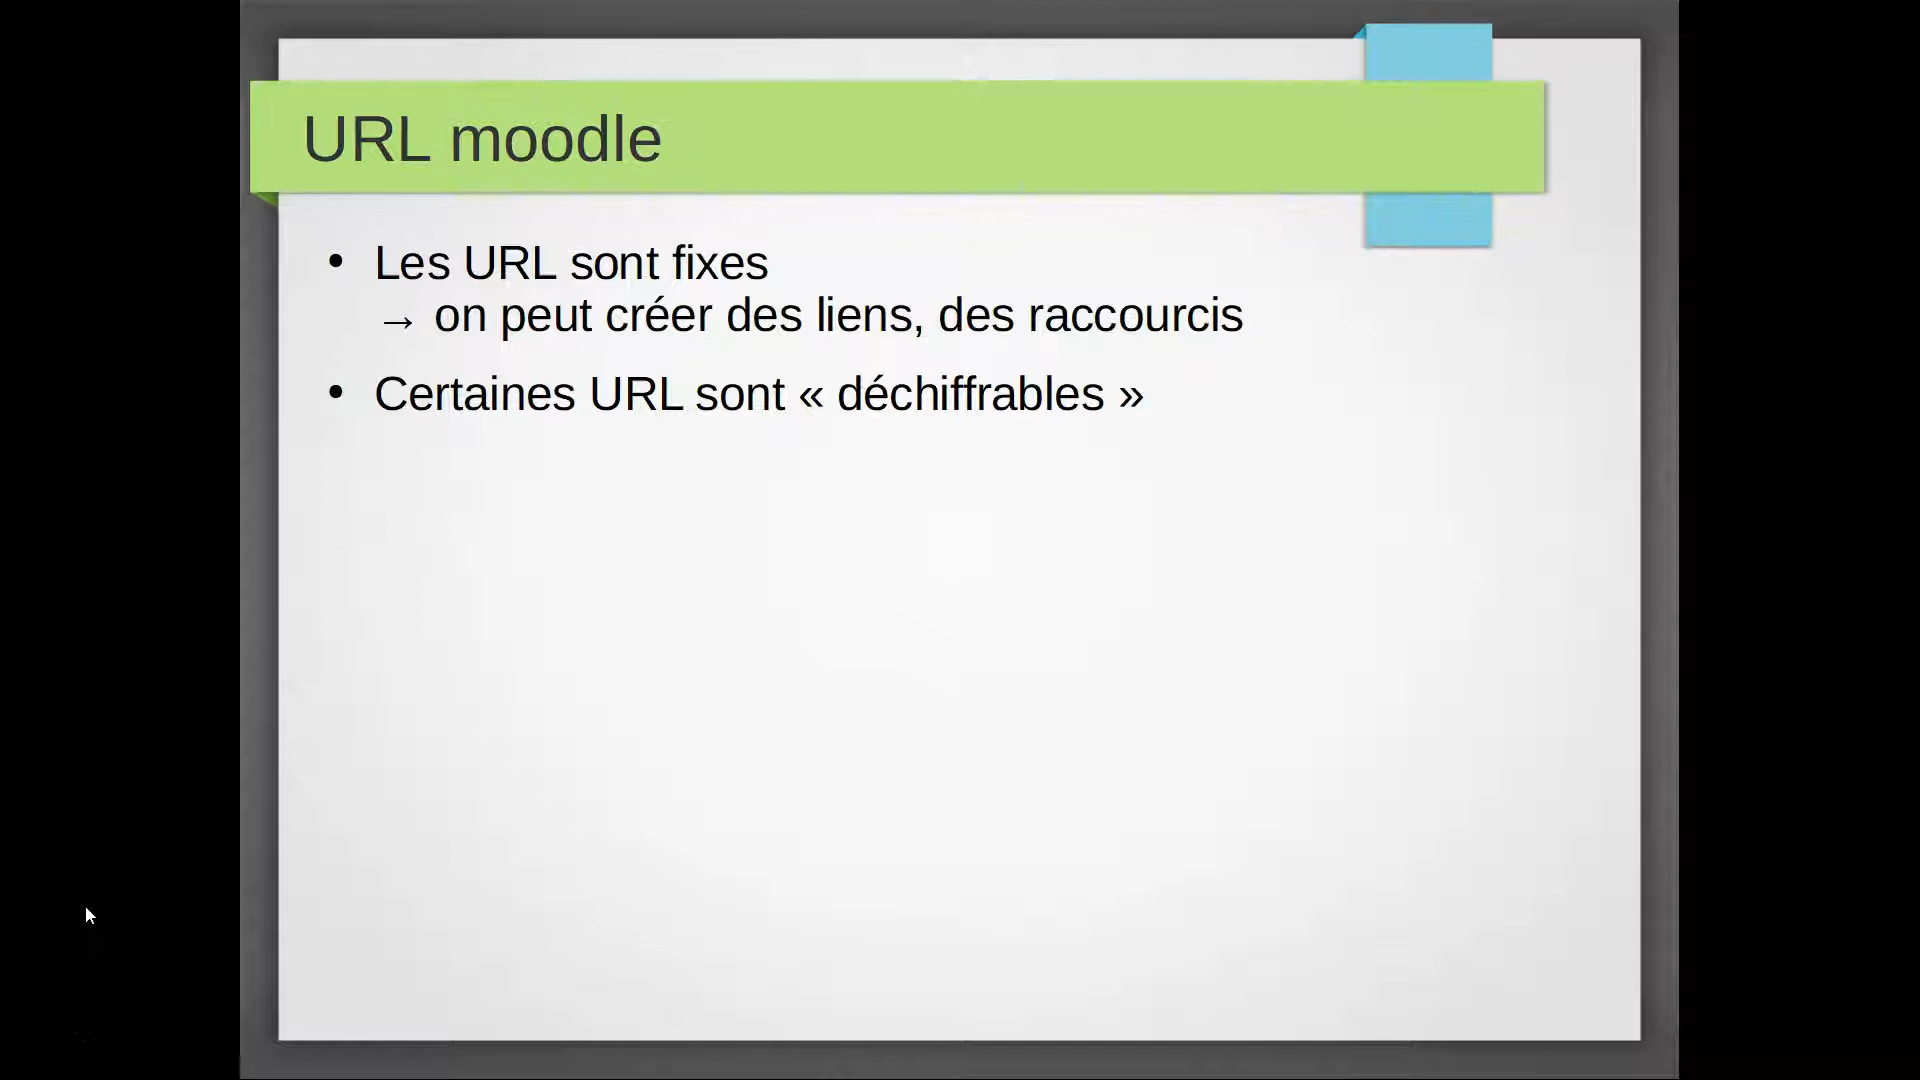 URL moodle
• Les URL sont fixes
→ on peut créer des liens, des raccourcis
• Certaines URL sont « déchiffrables »